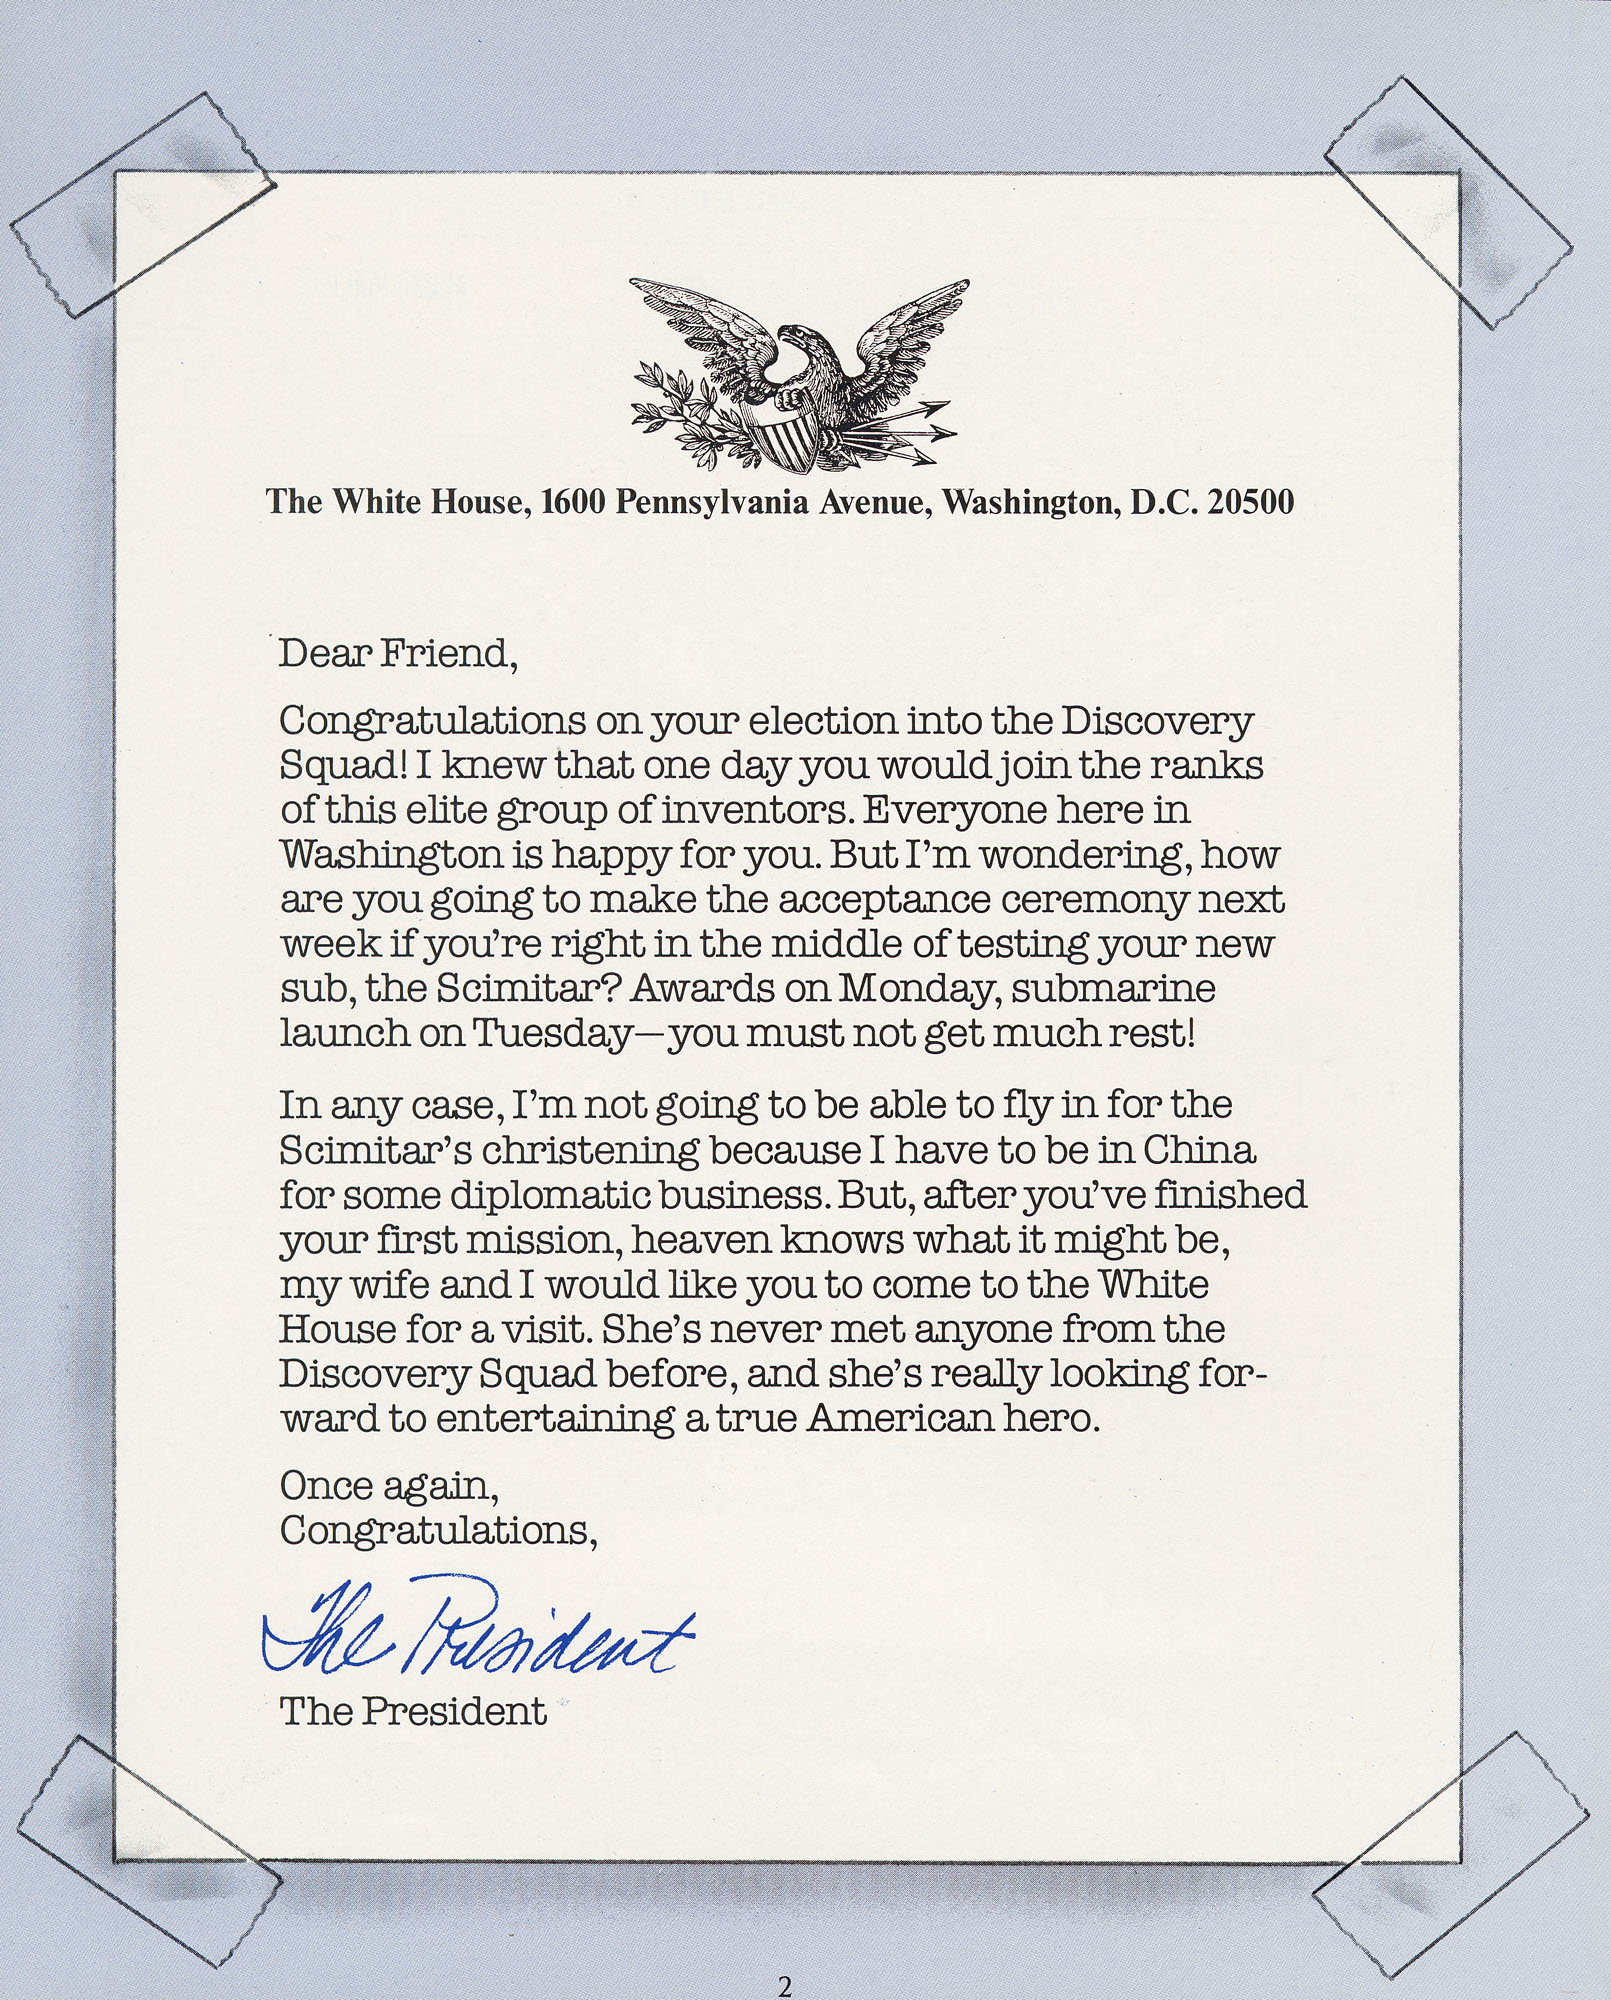 The White House, 1600 Pennsylvania Avenue, Washington, D.C. 20500
Dear Friend,
Congratulations on your election into the Discovery
Squad! I knew that one day you would join the ranks
of this elite group of inventors. Everyone here in
Washington is happy for you. But I'm wondering, how
are you going to make the acceptance ceremony next
week if you're right in the middle of testing your new
sub, the Scimitar? Awards on Monday, submarine
launch on Tuesday—you must not get much rest!
In any case, I'm not going to be able to fly in for the
Scimitar's christening because I have to be in China
for some diplomatic business. But, after you've finished
your first mission, heaven knows what it might be,
my wife and I would like you to come to the White
House for a visit. She's never met anyone from the
Discovery Squad before, and she's really looking for-
ward to entertaining a true American hero.
Once again,
Congratulations,
The President
The President
2